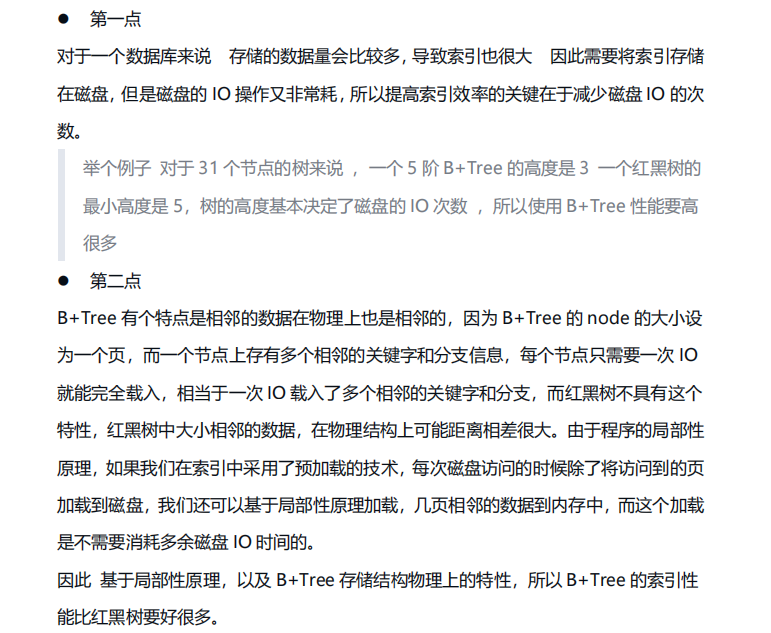 ● 第一点
对于一个数据库来说 存储的数据量会比较多，导致索引也很大 因此需要将索引存储
在磁盘，但是磁盘的 IO 操作又非常耗，所以提高索引效率的关键在于减少磁盘 IO 的次
数。
举个例子 对于 31 个节点的树来说 ，一个 5 阶 B+Tree 的高度是 3 一个红黑树的
最小高度是 5，树的高度基本决定了磁盘的 IO 次数 ，所以使用 B+Tree 性能要高
很多
● 第二点
B+Tree 有个特点是相邻的数据在物理上也是相邻的，因为 B+Tree 的 node 的大小设
为一个页，而一个节点上存有多个相邻的关键字和分支信息，每个节点只需要一次 IO
就能完全载入，相当于一次 IO 载入了多个相邻的关键字和分支，而红黑树不具有这个
特性，红黑树中大小相邻的数据，在物理结构上可能距离相差很大。由于程序的局部性
原理，如果我们在索引中采用了预加载的技术，每次磁盘访问的时候除了将访问到的页
加载到磁盘，我们还可以基于局部性原理加载，几页相邻的数据到内存中，而这个加载
是不需要消耗多余磁盘 IO 时间的。
因此 基于局部性原理，以及 B+Tree 存储结构物理上的特性，所以 B+Tree 的索引性
能比红黑树要好很多。